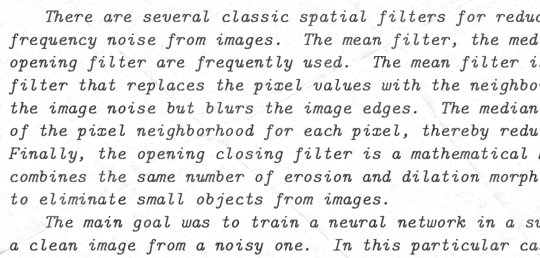 There are several classic spatial filters for reduc
frequency noise from images.  The mean filter, the med
opening filter are frequently used.  The mean filter i
filter that replaces the pixel values with the neighbo
the image noise but blurs the image edges.  The median
of the pixel neighborhood for each pixel, thereby redu
Finally, the opening closing filter is a mathematical
combines the same number of erosion and dilation morph
to eliminate small objects from images.
The main goal was to train a neural network in a su
a clean image from a noisy one.  In this particular ca